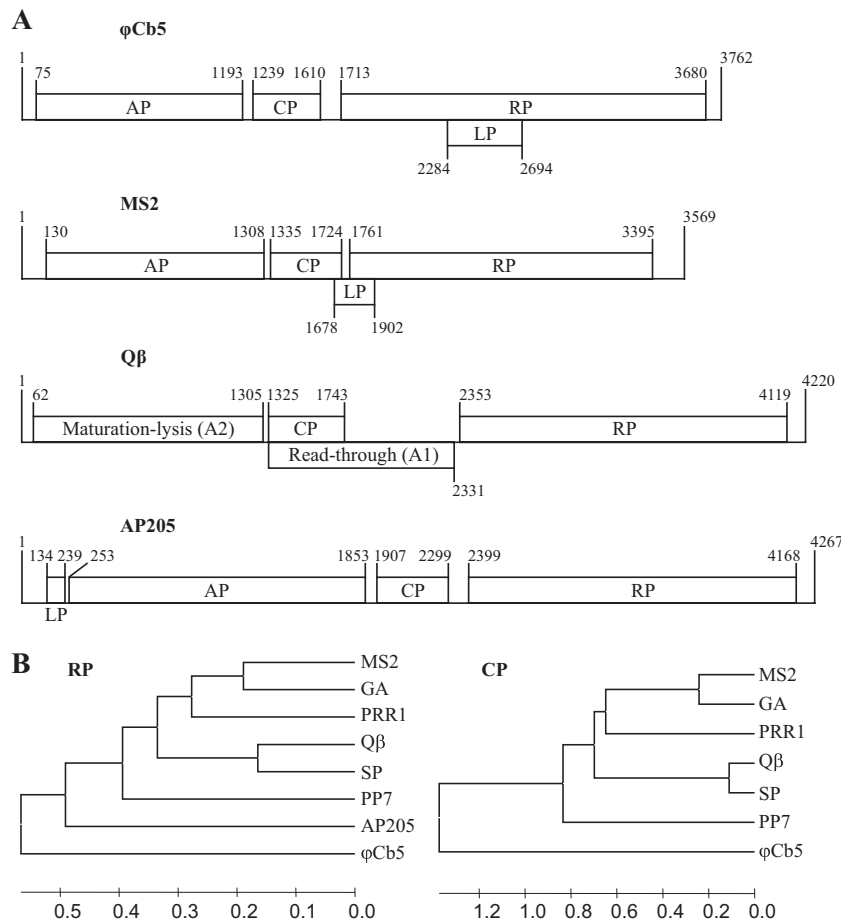 A
φCb5
1 75 1193 1239 1610 1713 3680 3762
AP CP RP
LP
2284 2694
MS2
1 130 1308 1335 1724 1761 3395 3569
AP CP RP
LP
1678 1902
Qβ
1 62 1305 1325 1743 2353 4119 4220
Maturation-lysis (A2) CP RP
Read-through (A1)
2331
AP205
1 134 239 253 1853 1907 2299 2399 4168 4267
AP CP RP
LP
B
RP
MS2
GA
PRR1
Qβ
SP
PP7
AP205
φCb5
0.5 0.4 0.3 0.2 0.1 0.0
CP
MS2
GA
PRR1
Qβ
SP
PP7
φCb5
1.2 1.0 0.8 0.6 0.4 0.2 0.0